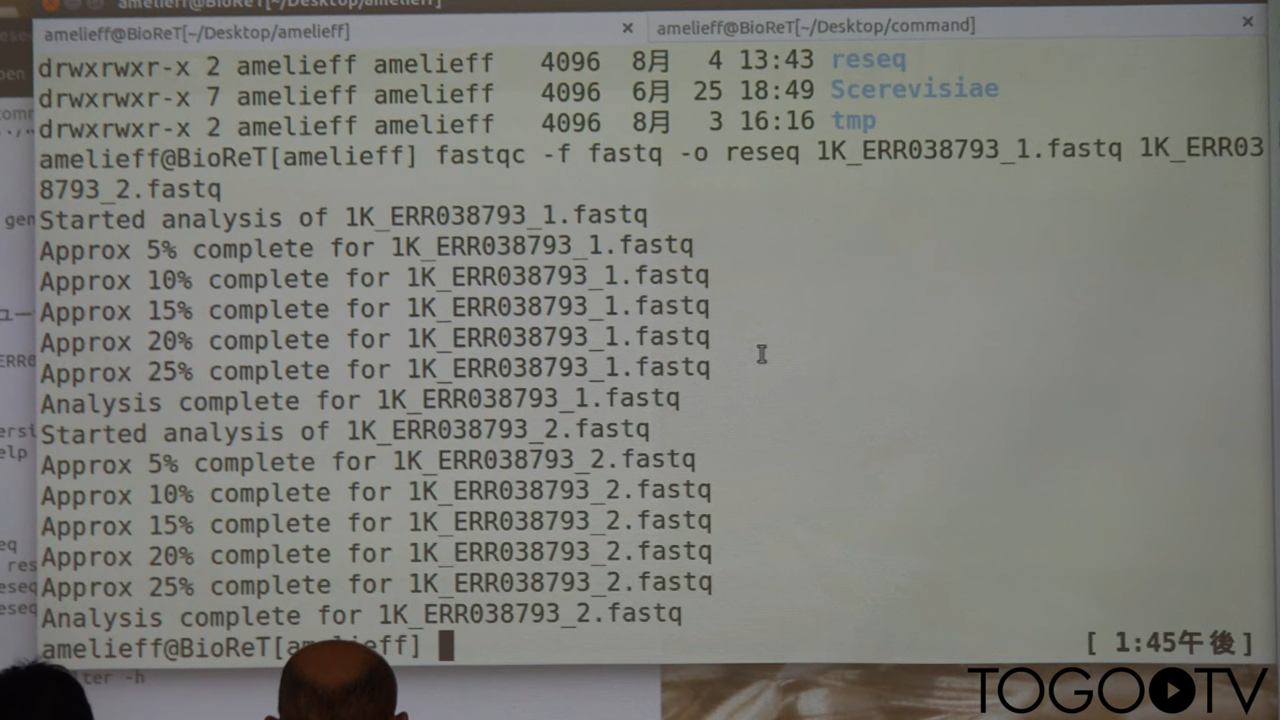 amelieff@BioReT[~/Desktop/amelieff]
amelieff@BioReT[~/Desktop/amelieff] × amelieff@BioReT[~/Desktop/command] ×
drwxrwxr-x 2 amelieff amelieff 4096 8月 4 13:43 reseq
drwxrwxr-x 7 amelieff amelieff 4096 6月 25 18:49 Scerevisiae
drwxrwxr-x 2 amelieff amelieff 4096 8月 3 16:16 tmp
amelieff@BioReT[amelieff] fastqc -f fastq -o reseq 1K_ERR038793_1.fastq 1K_ERR03
8793_2.fastq
Started analysis of 1K_ERR038793_1.fastq
Approx 5% complete for 1K_ERR038793_1.fastq
Approx 10% complete for 1K_ERR038793_1.fastq
Approx 15% complete for 1K_ERR038793_1.fastq
Approx 20% complete for 1K_ERR038793_1.fastq
Approx 25% complete for 1K_ERR038793_1.fastq
Analysis complete for 1K_ERR038793_1.fastq
Started analysis of 1K_ERR038793_2.fastq
Approx 5% complete for 1K_ERR038793_2.fastq
Approx 10% complete for 1K_ERR038793_2.fastq
Approx 15% complete for 1K_ERR038793_2.fastq
Approx 20% complete for 1K_ERR038793_2.fastq
Approx 25% complete for 1K_ERR038793_2.fastq
Analysis complete for 1K_ERR038793_2.fastq
amelieff@BioReT[amelieff] [ 1:45午後]
TOGOTV